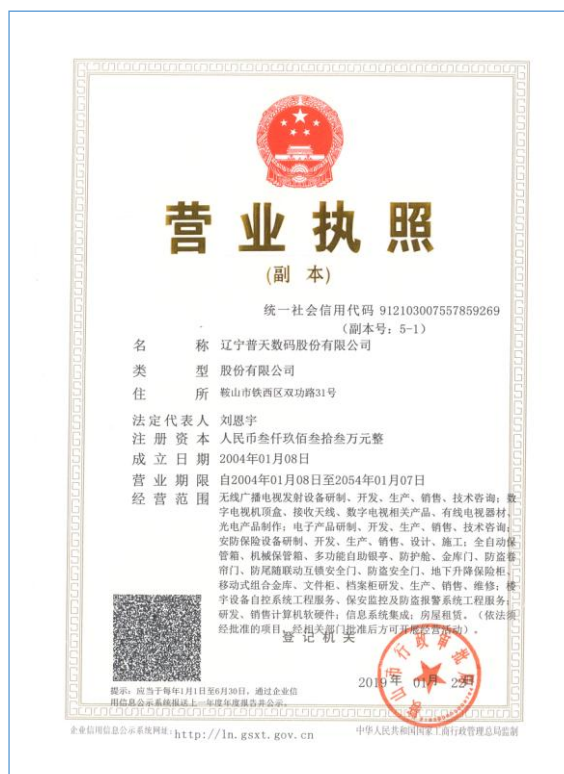 营业执照
(副 本)
统一社会信用代码 912103007557859269
(副本号: 5-1)
名 称 辽宁普天数码股份有限公司
类 型 股份有限公司
住 所 鞍山市铁西区双功路31号
法定代表人 刘恩宇
注册资本 人民币叁仟玖佰叁拾叁万元整
成立日期 2004年01月08日
营业期限 自2004年01月08日至2054年01月07日
经营范围 无线广播电视发射设备研制、开发、生产、销售、技术咨询; 数
字电视机顶盒、接收天线、数字电视相关产品、有线电视器材、
光电产品制作; 电子产品研制、开发、生产、销售、技术咨询;
安防保险设备研制、开发、生产、销售、设计、施工; 全自动保
管箱、机械保管箱、多功能自助银亭、防护舱、金库门、防盗卷
帘门、防尾随联动互锁安全门、防盗安全门、地下升降保险柜、
移动式组合金库、文件柜、档案柜研发、生产、销售、维修; 楼
宇设备自控系统工程服务、保安监控及防盗报警系统工程服务;
研发、销售计算机软硬件; 信息系统集成; 房屋租赁。(依法须
经批准的项目, 经相关部门批准后方可开展经营活动)。
登记机关
鞍山市行政审批局
2019年 01月 22日
提示: 应当于每年1月1日至6月30日, 通过企业信
用信息公示系统报送上一年度年度报告并公示。
企业信用信息公示系统网址: http://ln.gsxt.gov.cn
中华人民共和国国家工商行政管理总局监制